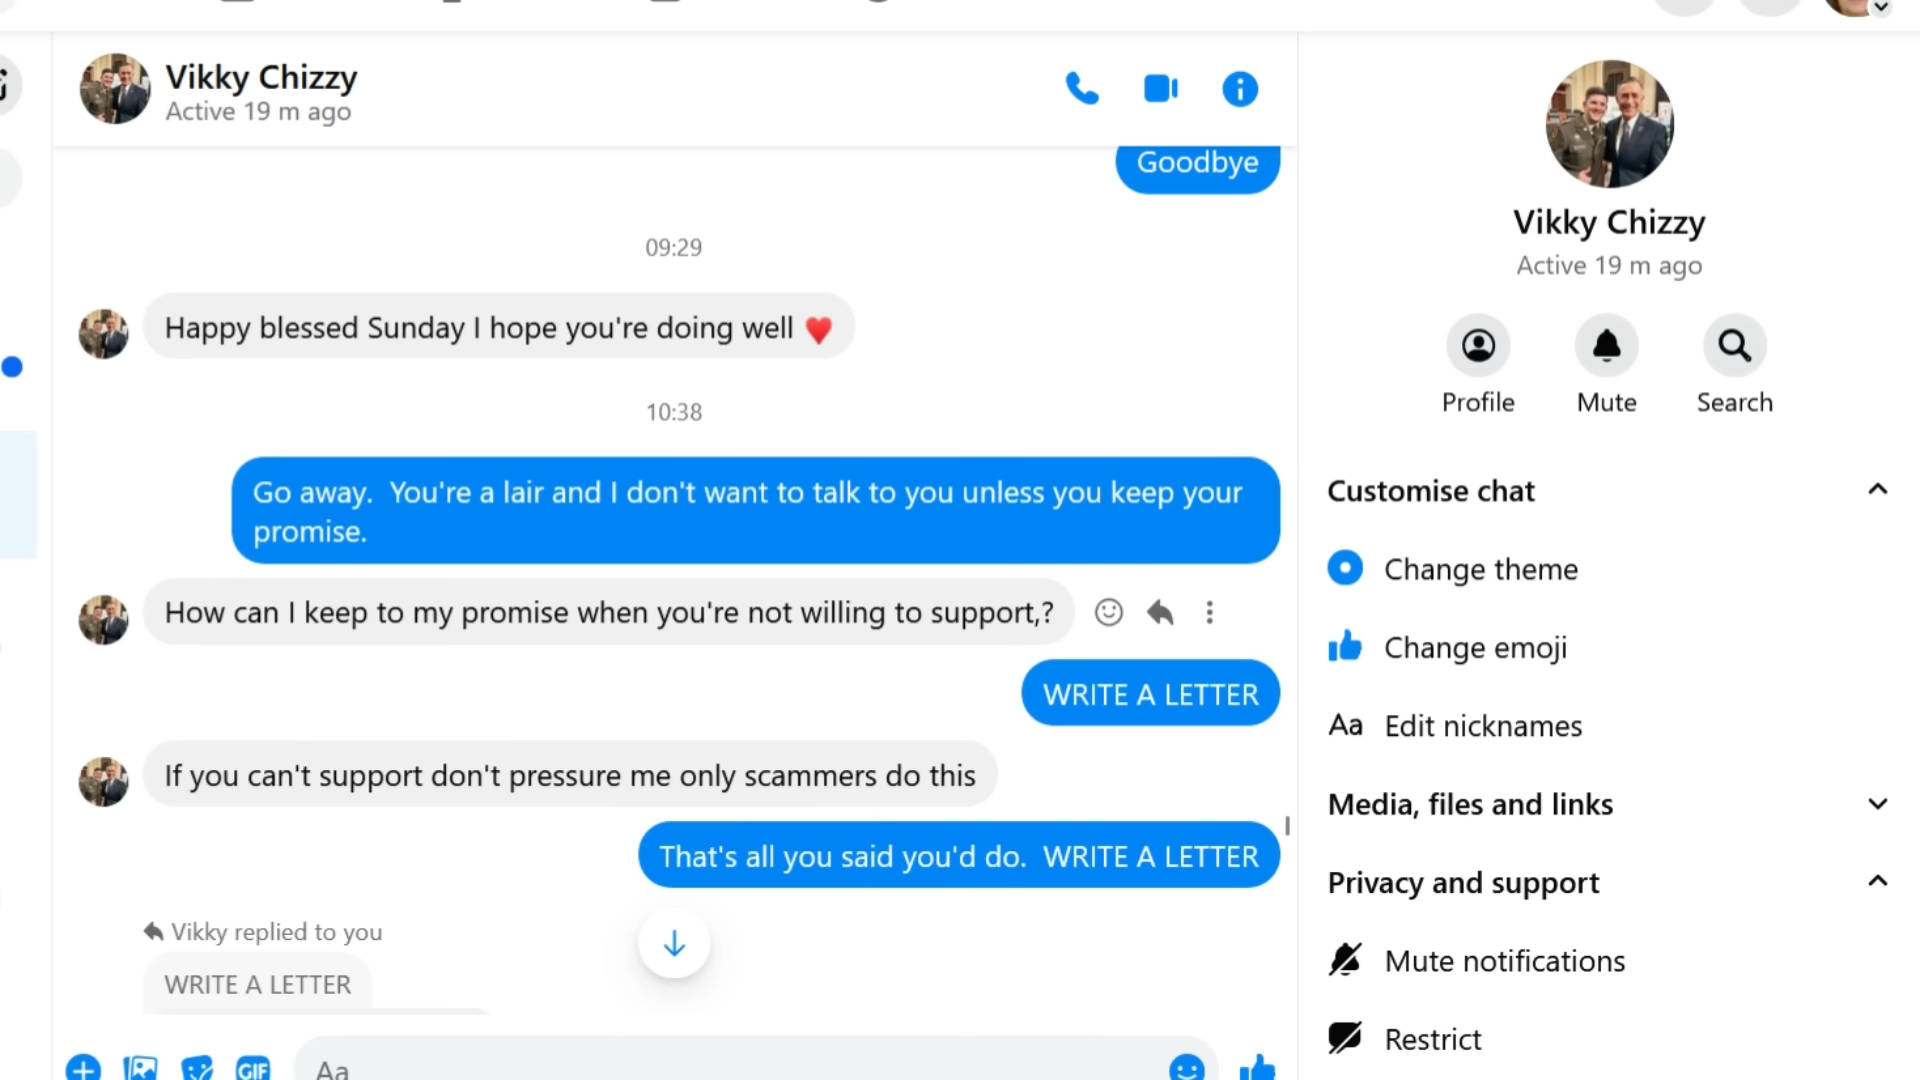 Vikky Chizzy
Active 19 m ago
Goodbye
09:29
Happy blessed Sunday I hope you're doing well ❤️
10:38
Go away. You're a lair and I don't want to talk to you unless you keep your
promise.
How can I keep to my promise when you're not willing to support,?
WRITE A LETTER
If you can't support don't pressure me only scammers do this
That's all you said you'd do. WRITE A LETTER
Vikky replied to you
WRITE A LETTER
GIF
Aa
Vikky Chizzy
Active 19 m ago
Profile
Mute
Search
Customise chat
Change theme
Change emoji
Aa Edit nicknames
Media, files and links
Privacy and support
Mute notifications
Restrict